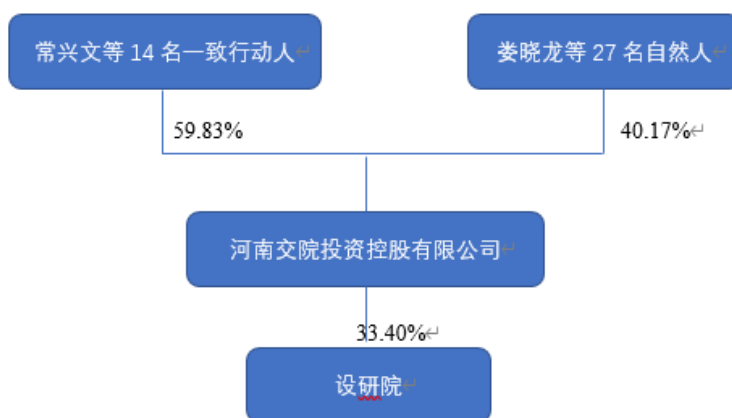 常兴文等 14 名一致行动人
娄晓龙等 27 名自然人
59.83%
40.17%
河南交院投资控股有限公司
33.40%
设研院